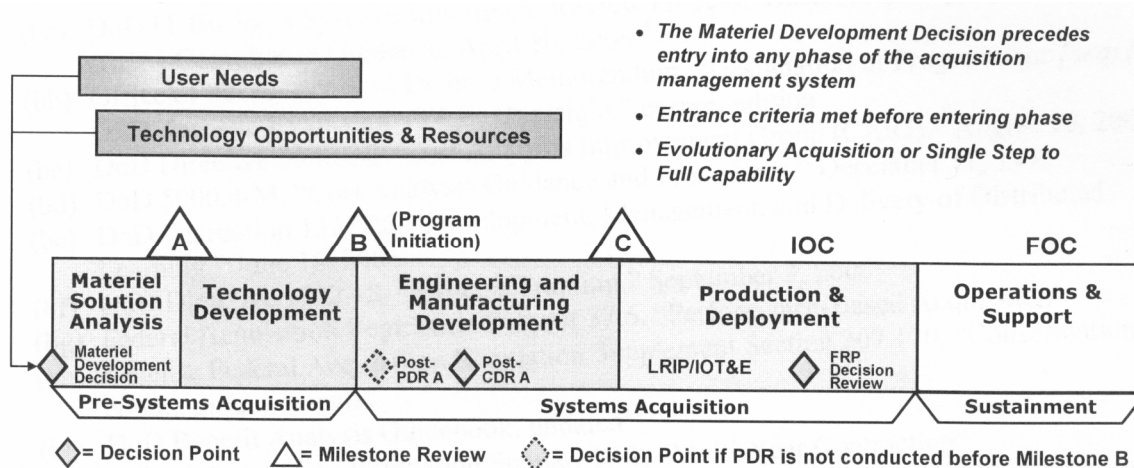 • The Materiel Development Decision precedes
entry into any phase of the acquisition
management system
• Entrance criteria met before entering phase
• Evolutionary Acquisition or Single Step to
Full Capability
User Needs
Technology Opportunities & Resources
A
B
(Program
Initiation)
C
IOC
FOC
Materiel
Solution
Analysis
Technology
Development
Engineering and
Manufacturing
Development
Production &
Deployment
Operations &
Support
Materiel
Development
Decision
Post-
PDR A
Post-
CDR A
LRIP/IOT&E
FRP
Decision
Review
Pre-Systems Acquisition
Systems Acquisition
Sustainment
= Decision Point
= Milestone Review
= Decision Point if PDR is not conducted before Milestone B